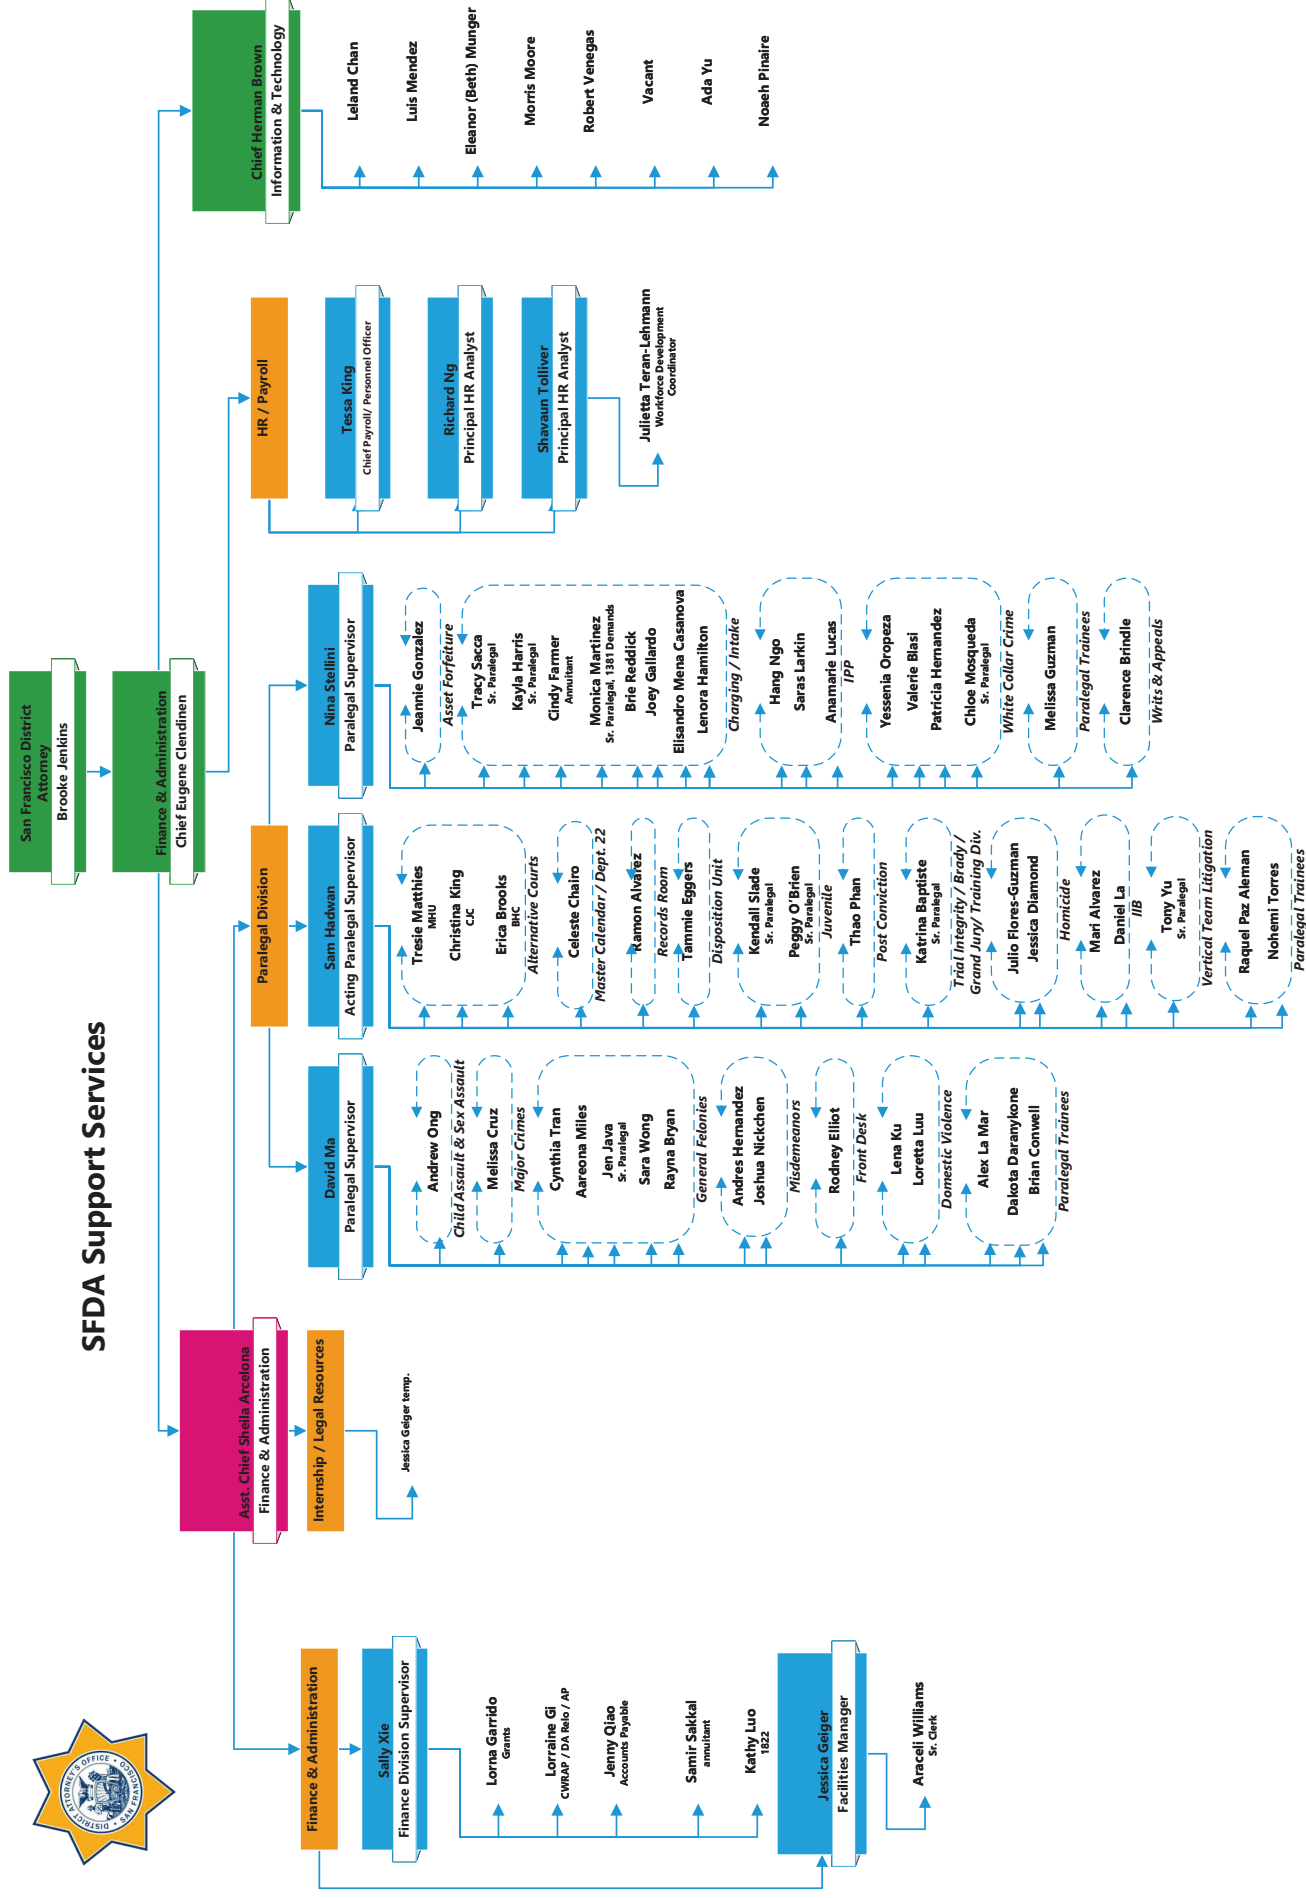 SFDA Support Services
DISTRICT ATTORNEY'S OFFICE • SAN FRANCISCO •
San Francisco District
Attorney
Brooke Jenkins
Finance & Administration
Chief Eugene Clendinen
Asst. Chief Sheila Arcelona
Finance & Administration
Finance & Administration
Sally Xie
Finance Division Supervisor
Lorna Garrido
Grants
Lorraine Gi
CWRAP / DA Relo / AP
Jenny Qiao
Accounts Payable
Samir Sakkal
annuitant
Kathy Luo
1822
Jessica Geiger
Facilities Manager
Araceli Williams
Sr. Clerk
Internship / Legal Resources
Jessica Geiger temp.
Paralegal Division
David Ma
Paralegal Supervisor
Andrew Ong
Child Assault & Sex Assault
Melissa Cruz
Major Crimes
Cynthia Tran
Aareona Miles
Jen Java
Sr. Paralegal
Sara Wong
Rayna Bryan
General Felonies
Andres Hernandez
Joshua Nickchen
Misdemeanors
Rodney Elliot
Front Desk
Lena Ku
Loretta Luu
Domestic Violence
Alex La Mar
Dakota Daranykone
Brian Conwell
Paralegal Trainees
Sam Hadwan
Acting Paralegal Supervisor
Tresie Matthies
MHU
Christina King
CJC
Erica Brooks
BHC
Alternative Courts
Celeste Chairo
Master Calendar / Dept. 22
Ramon Alvarez
Records Room
Tammie Eggers
Disposition Unit
Kendall Slade
Sr. Paralegal
Peggy O'Brien
Sr. Paralegal
Juvenile
Thao Phan
Post Conviction
Katrina Baptiste
Sr. Paralegal
Trial Integrity / Brady /
Grand Jury/ Training Div.
Julio Flores-Guzman
Jessica Diamond
Homicide
Mari Alvarez
Daniel La
IIB
Tony Yu
Sr. Paralegal
Vertical Team Litigation
Raquel Paz Aleman
Nohemi Torres
Paralegal Trainees
Nina Stellini
Paralegal Supervisor
Jeannie Gonzalez
Asset Forfeiture
Tracy Sacca
Sr. Paralegal
Kayla Harris
Sr. Paralegal
Cindy Farmer
Annuitant
Monica Martinez
Sr. Paralegal, 1381 Demands
Brie Reddick
Joey Gallardo
Elisandro Mena Casanova
Lenora Hamilton
Charging / Intake
Hang Ngo
Saras Larkin
Anamarie Lucas
IPP
Yessenia Oropeza
Valerie Blasi
Patricia Hernandez
Chloe Mosqueda
Sr. Paralegal
White Collar Crime
Melissa Guzman
Paralegal Trainees
Clarence Brindle
Writs & Appeals
HR / Payroll
Tessa King
Chief Payroll/ Personnel Officer
Richard Ng
Principal HR Analyst
Shavaun Tolliver
Principal HR Analyst
Julietta Teran-Lehmann
Workforce Development
Coordinator
Chief Herman Brown
Information & Technology
Leland Chan
Luis Mendez
Eleanor (Beth) Munger
Morris Moore
Robert Venegas
Vacant
Ada Yu
Noaeh Pinaire